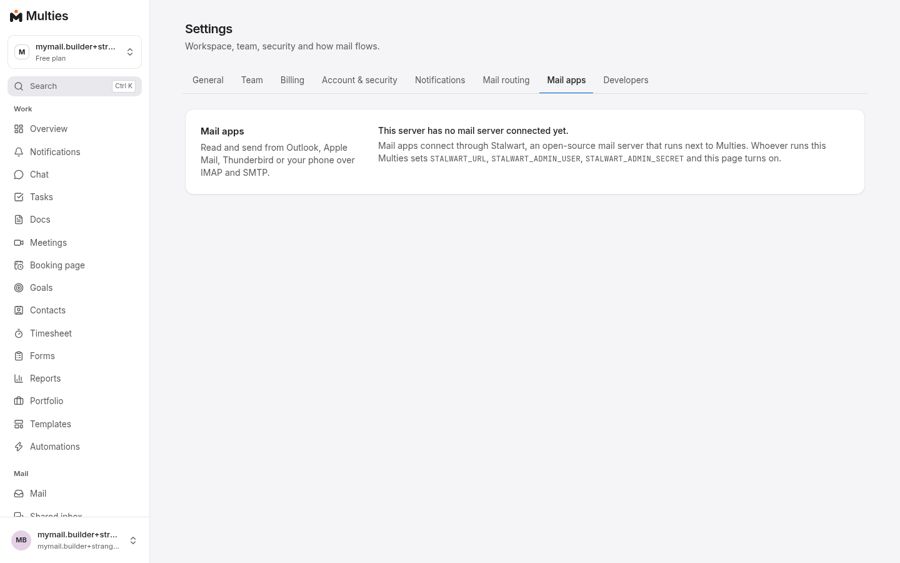 Multies
M
mymail.builder+str...
Free plan
Search
Ctrl K
Work
Overview
Notifications
Chat
Tasks
Docs
Meetings
Booking page
Goals
Contacts
Timesheet
Forms
Reports
Portfolio
Templates
Automations
Mail
Mail
Shared inbox
MB
mymail.builder+str...
mymail.builder+strang...
Settings
Workspace, team, security and how mail flows.
General
Team
Billing
Account & security
Notifications
Mail routing
Mail apps
Developers
Mail apps
Read and send from Outlook, Apple
Mail, Thunderbird or your phone over
IMAP and SMTP.
This server has no mail server connected yet.
Mail apps connect through Stalwart, an open-source mail server that runs next to Multies. Whoever runs this
Multies sets STALWART_URL, STALWART_ADMIN_USER, STALWART_ADMIN_SECRET and this page turns on.